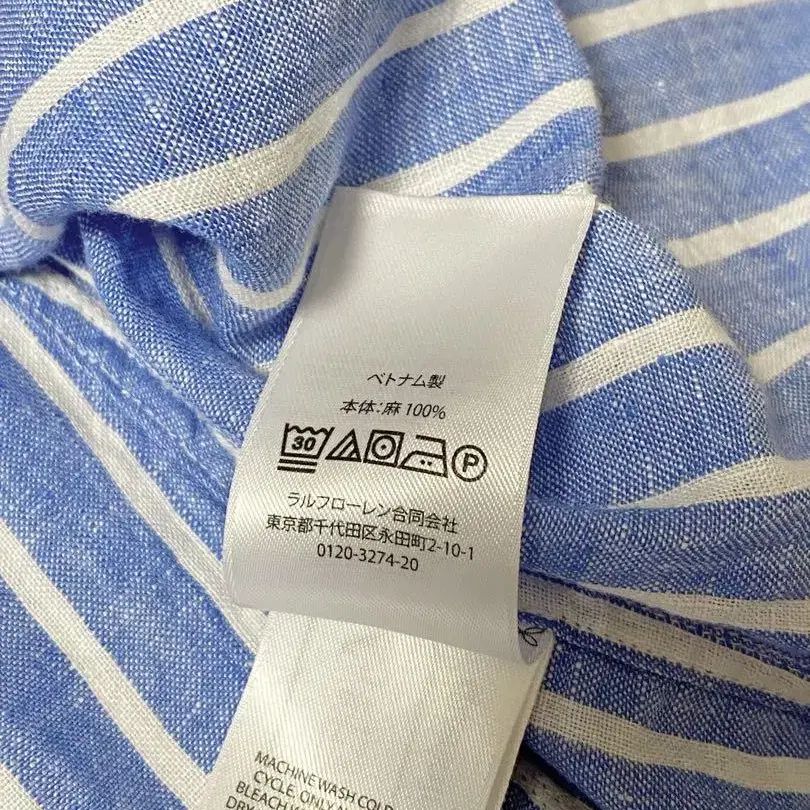 ベトナム製
本体：麻 100%
30 P
ラルフローレン合同会社
東京都千代田区永田町2-10-1
0120-3274-20
MACHINE WASH COLD
CYCLE. ONLY
BLEACH
DRY